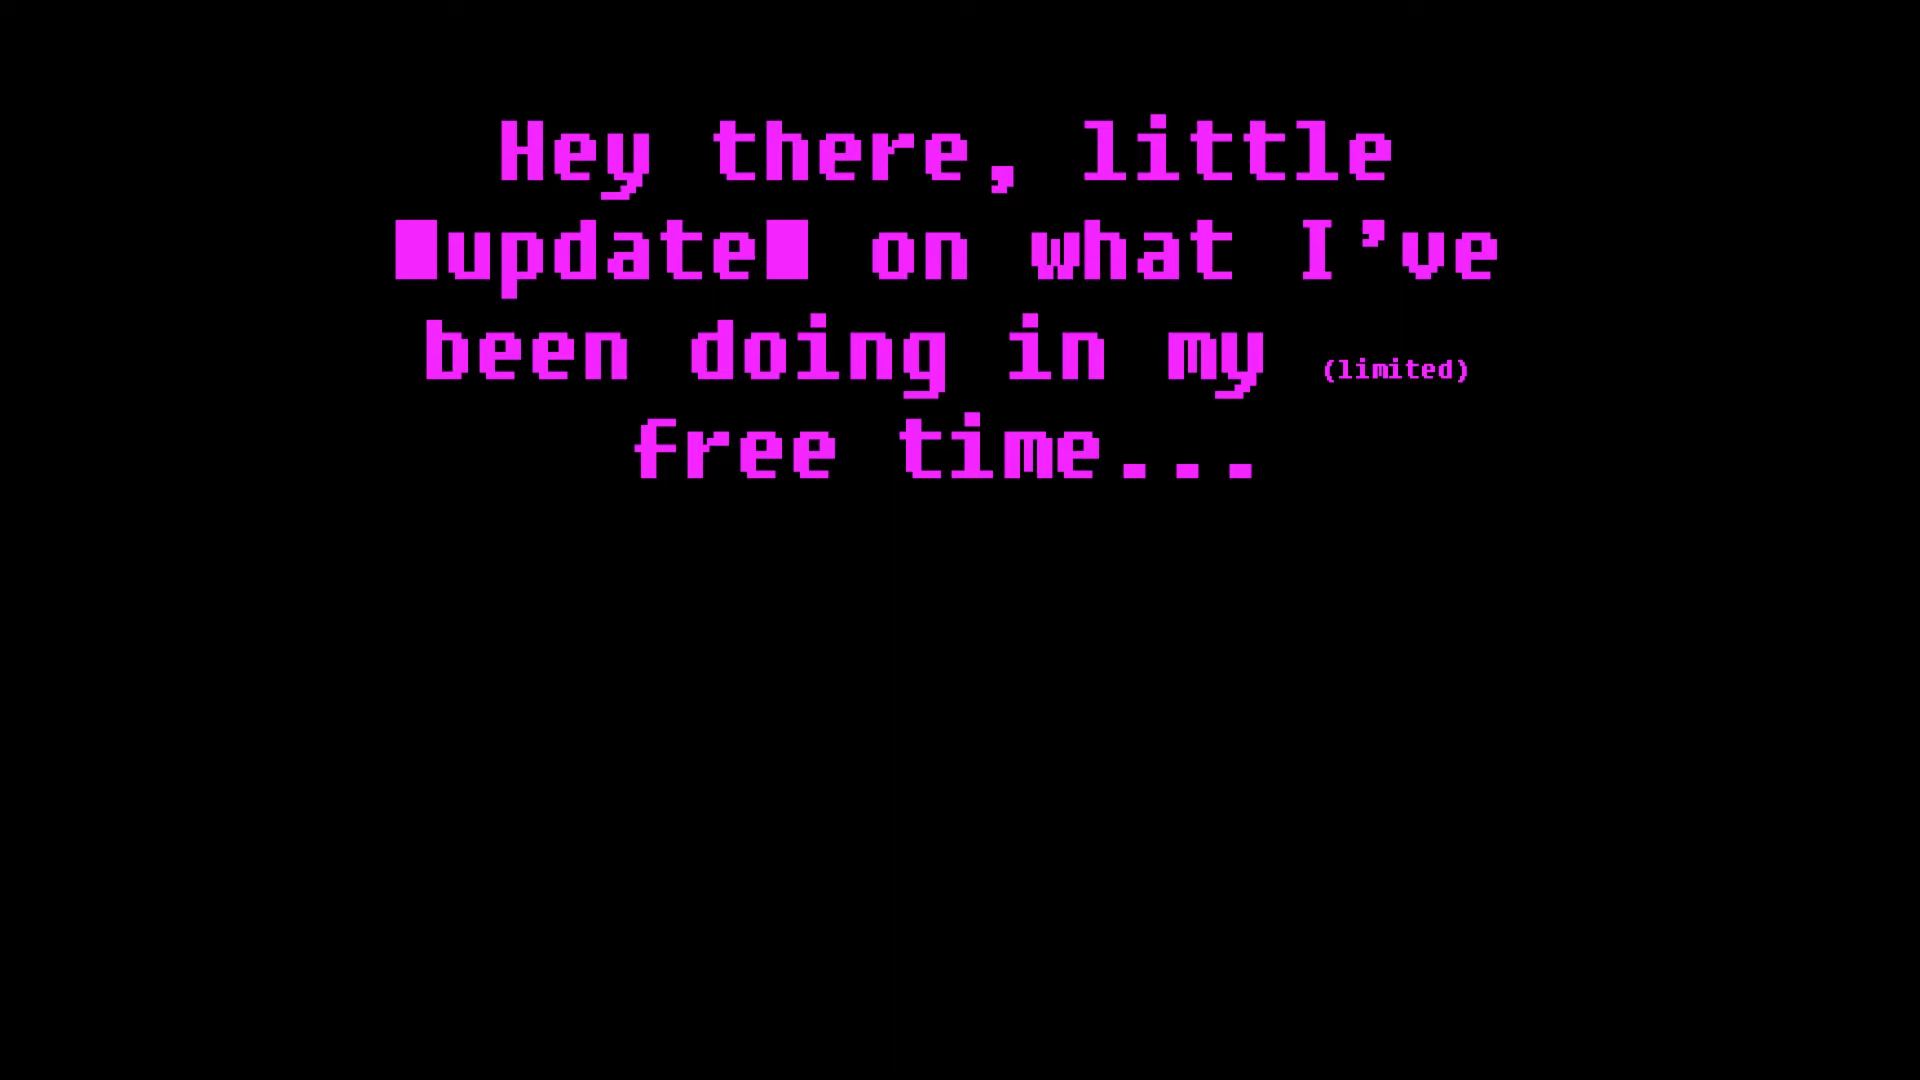 Hey there, little
█update█ on what I've
been doing in my (limited)
free time...